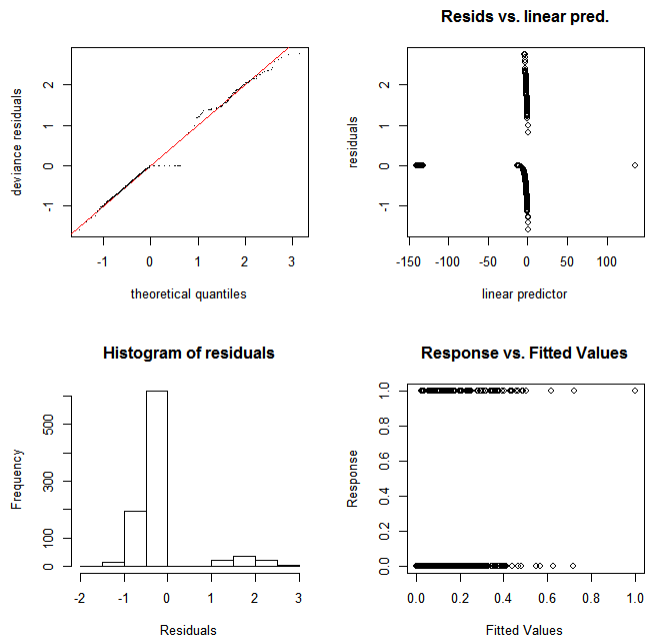 deviance residuals
2
1
0
-1
-1 0 1 2 3
theoretical quantiles
Resids vs. linear pred.
residuals
2
1
0
-1
-150 -100 -50 0 50 100
linear predictor
Histogram of residuals
Frequency
500
300
100
0
-2 -1 0 1 2 3
Residuals
Response vs. Fitted Values
Response
1.0
0.8
0.6
0.4
0.2
0.0
0.0 0.2 0.4 0.6 0.8 1.0
Fitted Values